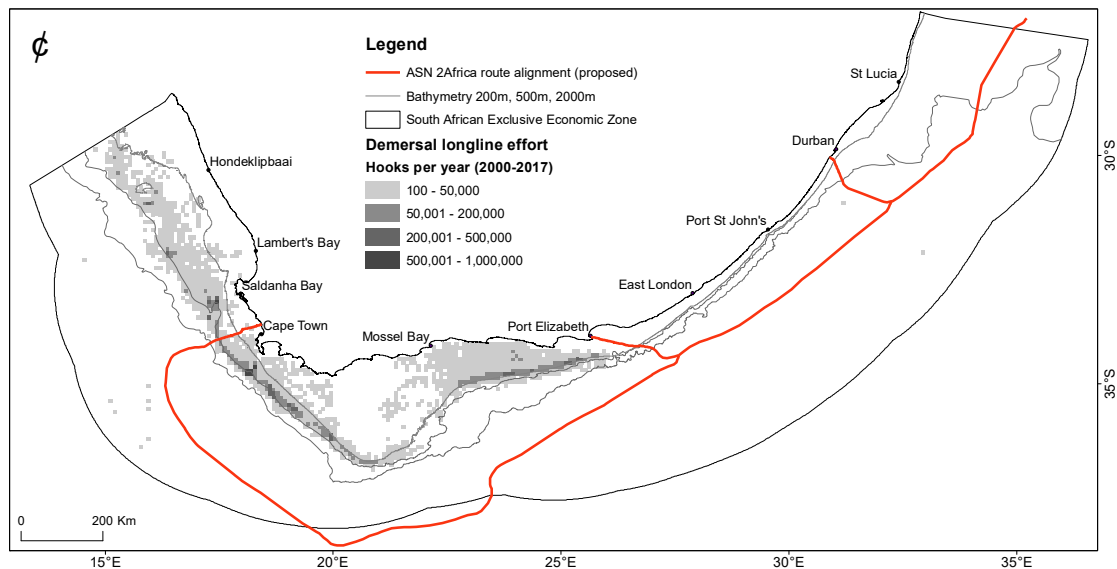 ¢
Legend
ASN 2Africa route alignment (proposed)
Bathymetry 200m, 500m, 2000m
South African Exclusive Economic Zone
Demersal longline effort
Hooks per year (2000-2017)
100 - 50,000
50,001 - 200,000
200,001 - 500,000
500,001 - 1,000,000
St Lucia
Durban
Hondeklipbaai
Port St John's
Lambert's Bay
Saldanha Bay
East London
Cape Town
Mossel Bay
Port Elizabeth
30°S
35°S
0 200 Km
15°E 20°E 25°E 30°E 35°E